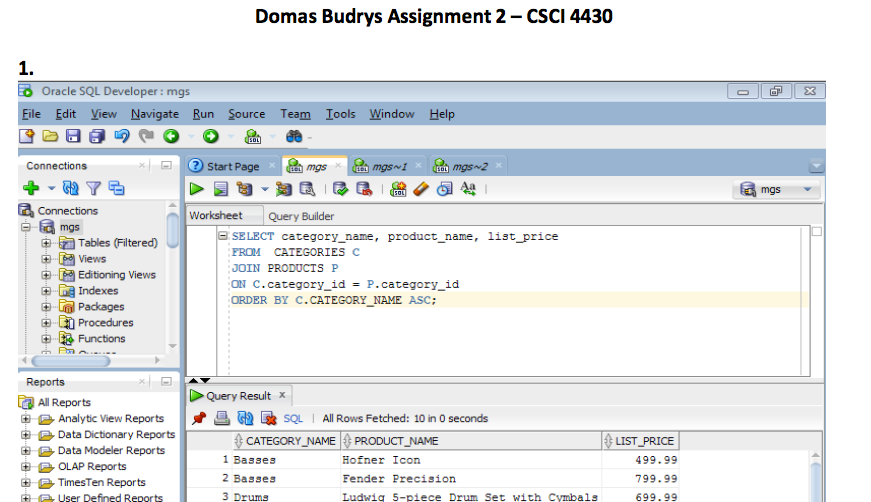 Domas Budrys Assignment 2 – CSCI 4430
1.
Oracle SQL Developer : mgs
File Edit View Navigate Run Source Team Tools Window Help
Connections
Start Page mgs mgs~1 mgs~2
mgs
Connections
mgs
Tables (Filtered)
Views
Editioning Views
Indexes
Packages
Procedures
Functions
Worksheet Query Builder
SELECT category_name, product_name, list_price
FROM CATEGORIES C
JOIN PRODUCTS P
ON C.category_id = P.category_id
ORDER BY C.CATEGORY_NAME ASC;
Reports
All Reports
Analytic View Reports
Data Dictionary Reports
Data Modeler Reports
OLAP Reports
TimesTen Reports
User Defined Reports
Query Result x
SQL | All Rows Fetched: 10 in 0 seconds
CATEGORY_NAME PRODUCT_NAME LIST_PRICE
1 Basses Hofner Icon 499.99
2 Basses Fender Precision 799.99
3 Drums Ludwig 5-piece Drum Set with Cymbals 699.99